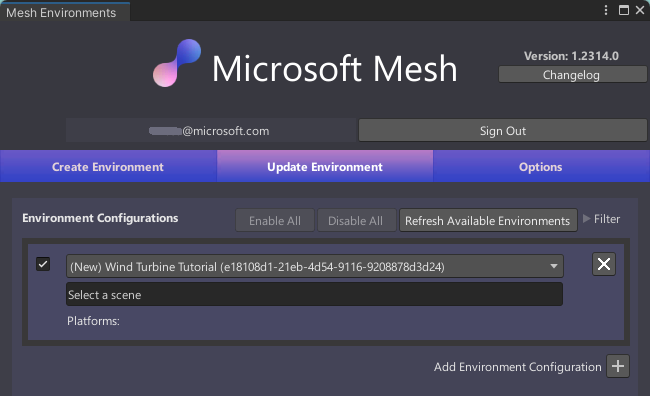 Mesh Environments
Microsoft Mesh
Version: 1.2314.0
Changelog
@microsoft.com
Sign Out
Create Environment
Update Environment
Options
Environment Configurations
Enable All
Disable All
Refresh Available Environments
Filter
(New) Wind Turbine Tutorial (e18108d1-21eb-4d54-9116-9208878d3d24)
Select a scene
Platforms:
Add Environment Configuration